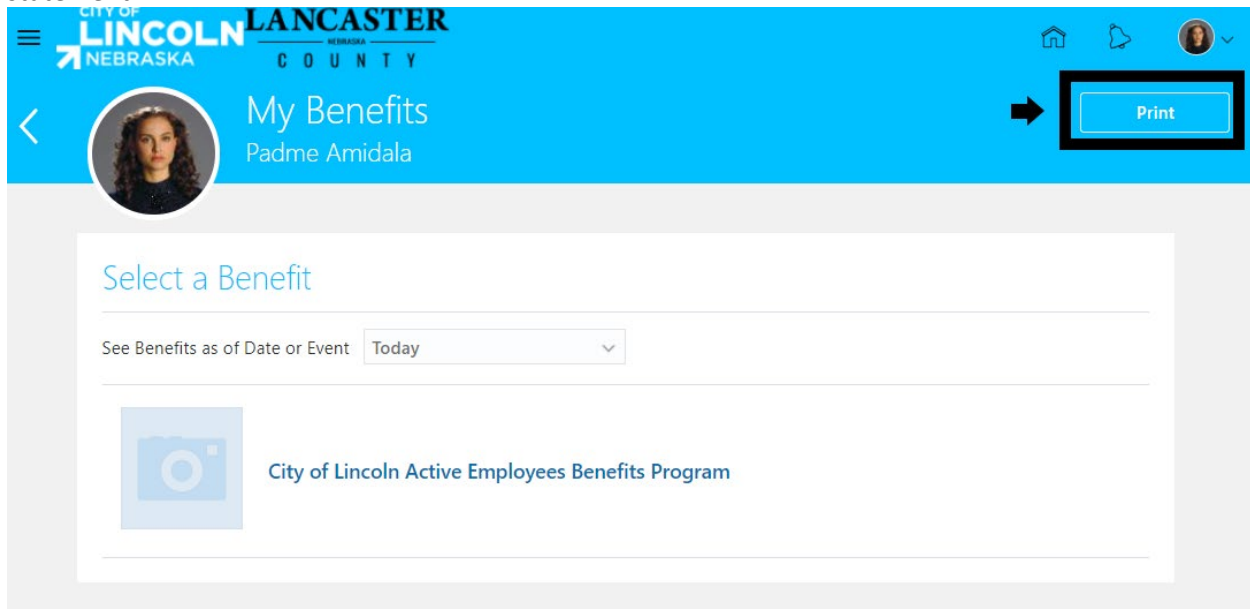 CITY OF
LINCOLN
NEBRASKA
LANCASTER
NEBRASKA
COUNTY
My Benefits
Padme Amidala
Print
Select a Benefit
See Benefits as of Date or Event Today
City of Lincoln Active Employees Benefits Program